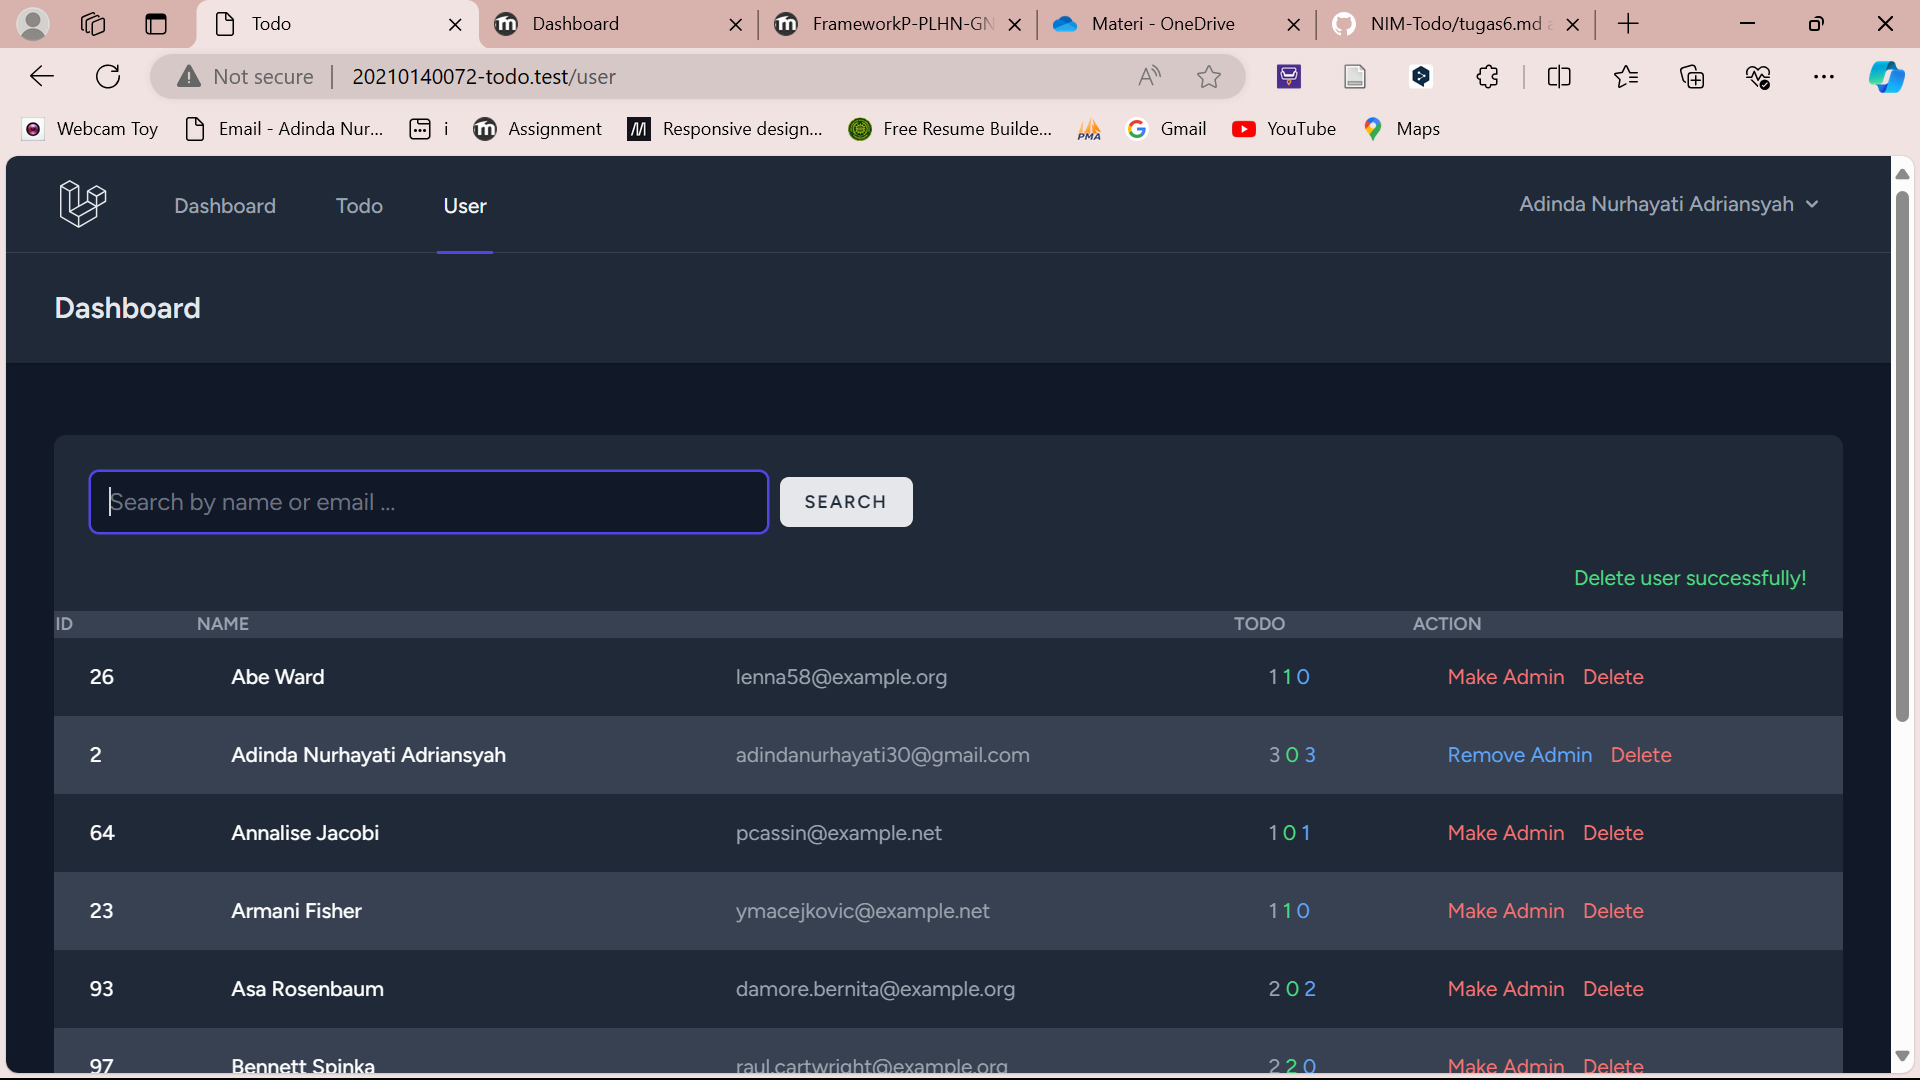 Todo
Dashboard
FrameworkP-PLHN-GN
Materi - OneDrive
NIM-Todo/tugas6.md a
Not secure
20210140072-todo.test/user
Webcam Toy
Email - Adinda Nur...
i
Assignment
Responsive design...
Free Resume Builde...
PMA
Gmail
YouTube
Maps
Dashboard
Todo
User
Adinda Nurhayati Adriansyah
Dashboard
Search by name or email ...
SEARCH
Delete user successfully!
ID NAME TODO ACTION
26 Abe Ward lenna58@example.org 1 1 0 Make Admin Delete
2 Adinda Nurhayati Adriansyah adindanurhayati30@gmail.com 3 0 3 Remove Admin Delete
64 Annalise Jacobi pcassin@example.net 1 0 1 Make Admin Delete
23 Armani Fisher ymacejkovic@example.net 1 1 0 Make Admin Delete
93 Asa Rosenbaum damore.bernita@example.org 2 0 2 Make Admin Delete
97 Bennett Spinka raul.cartwright@example.org 2 2 0 Make Admin Delete